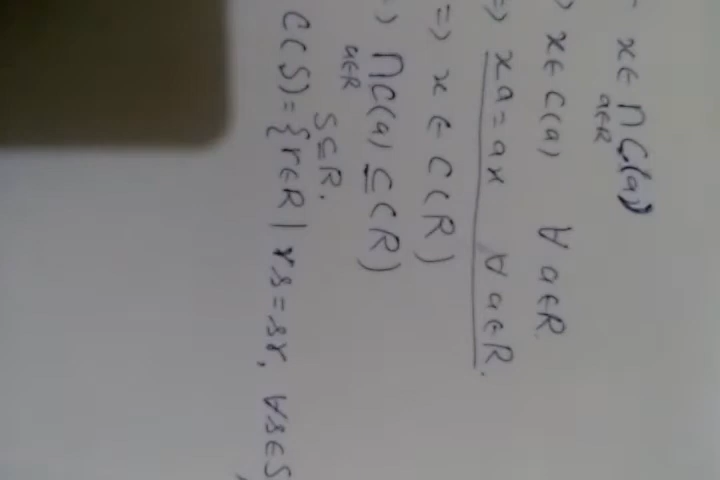 x ∈ ∩ C(a)
a∈R
x ∈ C(a) ∀ a∈R
⇒ xa = ax ∀ a∈R.
⇒ x ∈ C(R)
⇒ ∩ C(a) ⊆ C(R)
a∈R
S⊆R.
C(S) = {r∈R | rs = sr, ∀s∈S